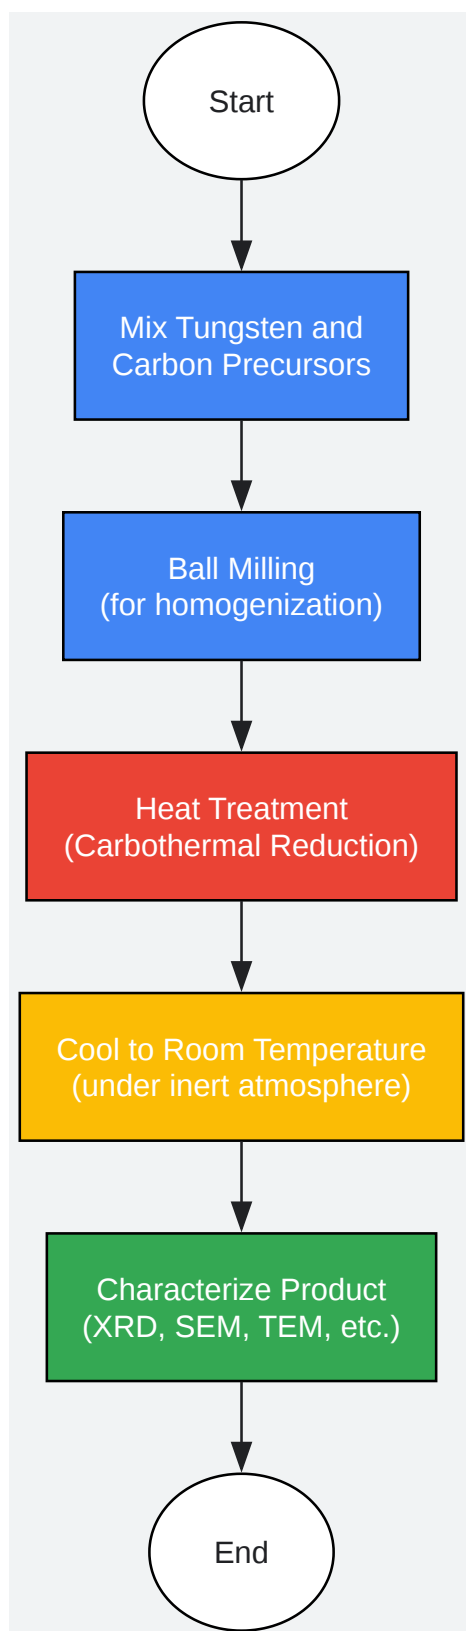 Start
Mix Tungsten and
Carbon Precursors
Ball Milling
(for homogenization)
Heat Treatment
(Carbothermal Reduction)
Cool to Room Temperature
(under inert atmosphere)
Characterize Product
(XRD, SEM, TEM, etc.)
End